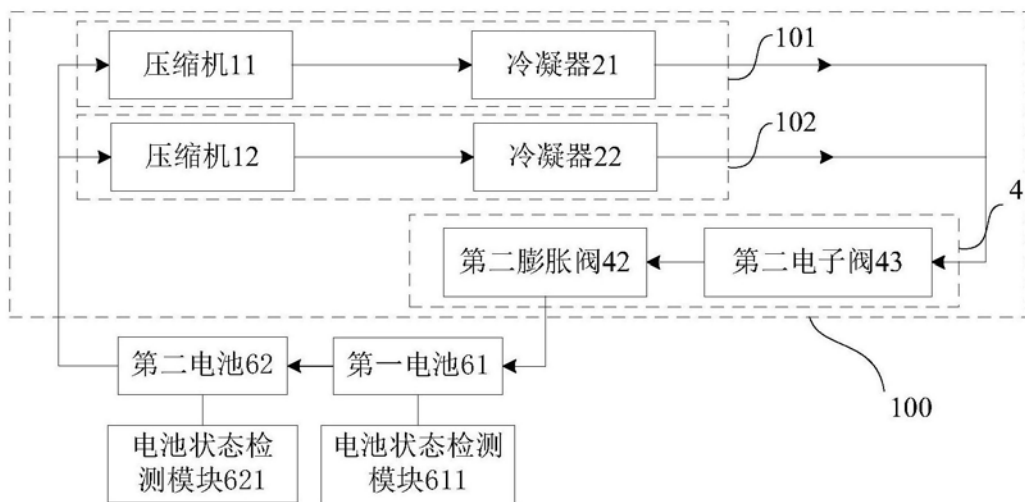 压缩机11
冷凝器21
101
压缩机12
冷凝器22
102
4
第二膨胀阀42
第二电子阀43
第二电池62
第一电池61
100
电池状态检
测模块621
电池状态检测
模块611